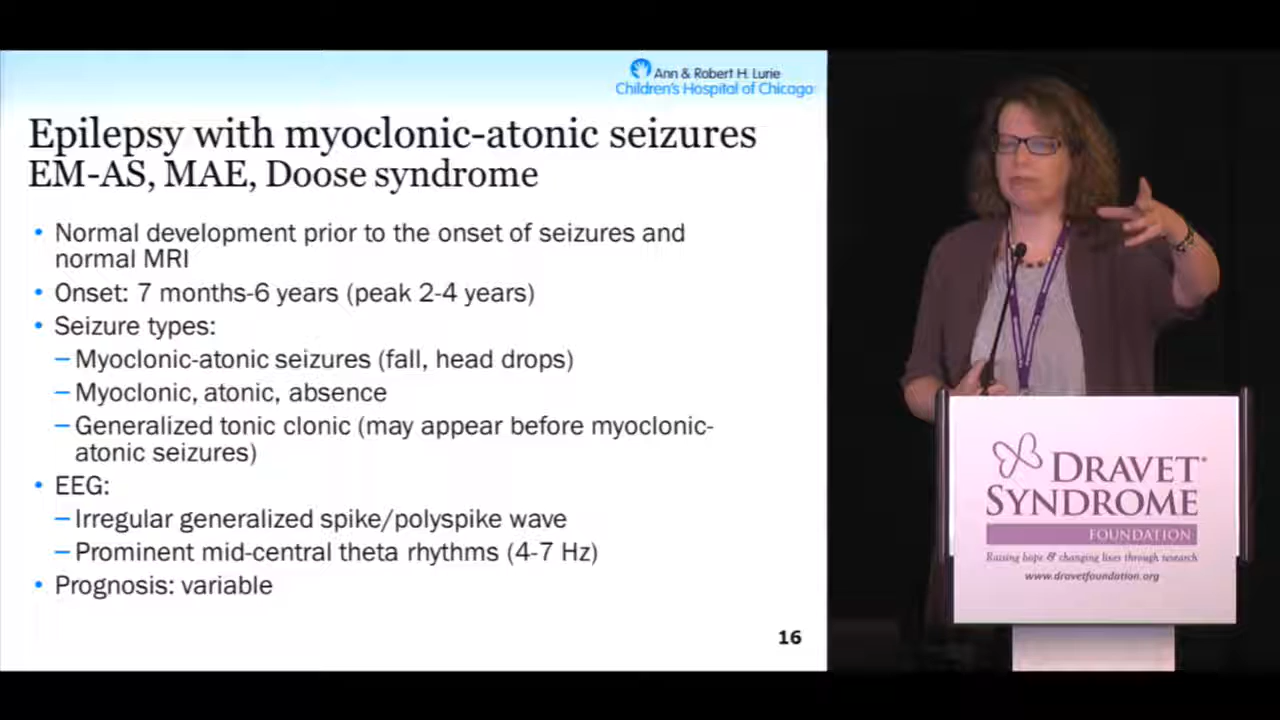 Ann & Robert H. Lurie
Children's Hospital of Chicago
Epilepsy with myoclonic-atonic seizures
EM-AS, MAE, Doose syndrome
• Normal development prior to the onset of seizures and
normal MRI
• Onset: 7 months-6 years (peak 2-4 years)
• Seizure types:
– Myoclonic-atonic seizures (fall, head drops)
– Myoclonic, atonic, absence
– Generalized tonic clonic (may appear before myoclonic-
atonic seizures)
• EEG:
– Irregular generalized spike/polyspike wave
– Prominent mid-central theta rhythms (4-7 Hz)
• Prognosis: variable
16
DRAVET®
SYNDROME
FOUNDATION
Raising hope & changing lives through research
www.dravetfoundation.org